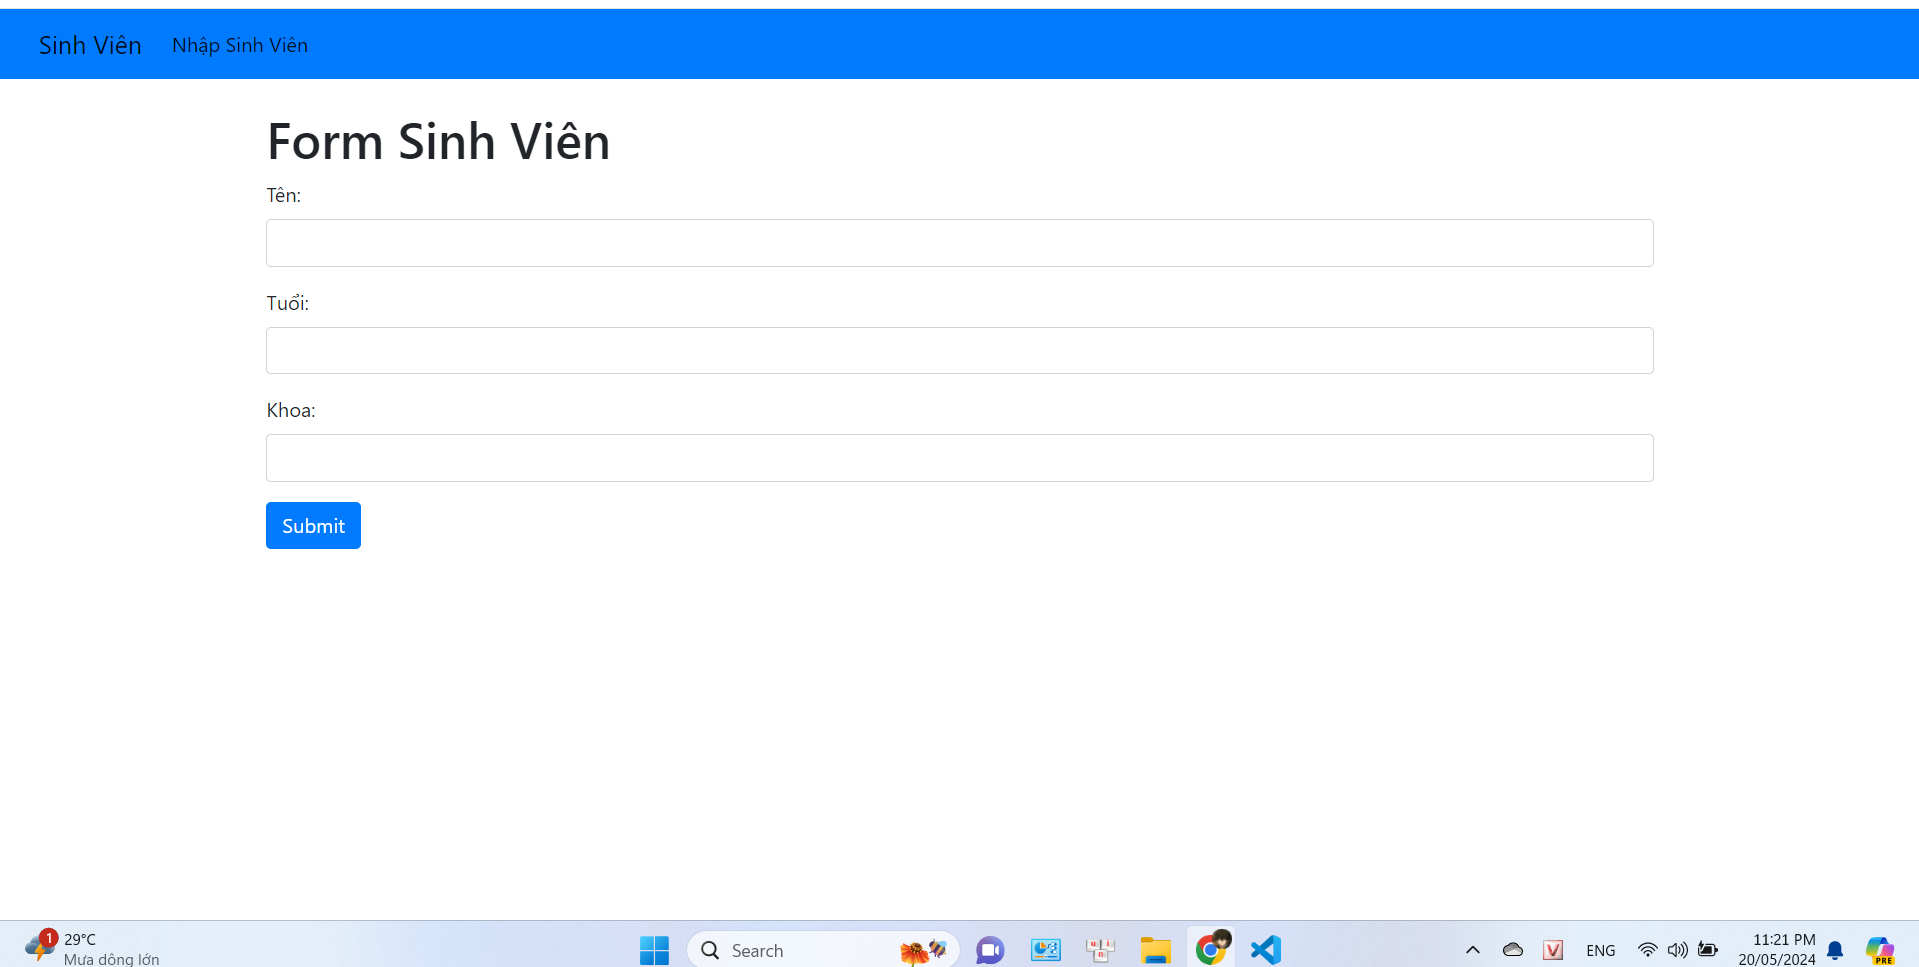 Sinh Viên Nhập Sinh Viên
Form Sinh Viên
Tên:
Tuổi:
Khoa:
Submit
1
29°C
Mưa dông lớn
Search
ENG
11:21 PM
20/05/2024
PRE